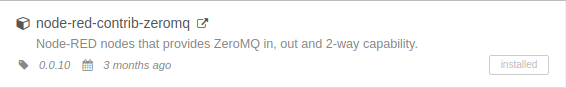 node-red-contrib-zeromq
Node-RED nodes that provides ZeroMQ in, out and 2-way capability.
0.0.10 3 months ago
installed